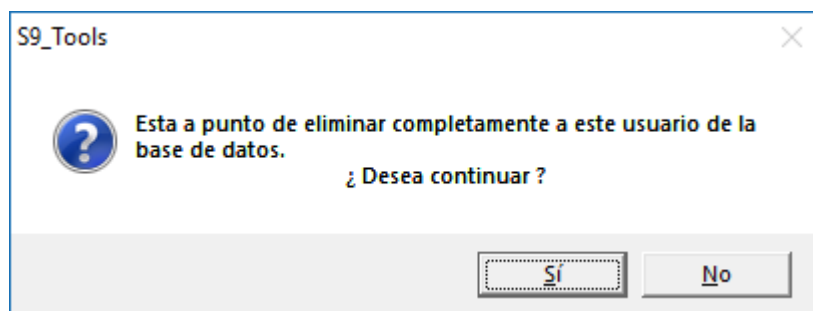 S9_Tools
Esta a punto de eliminar completamente a este usuario de la
base de datos.
¿ Desea continuar ?
Sí
No